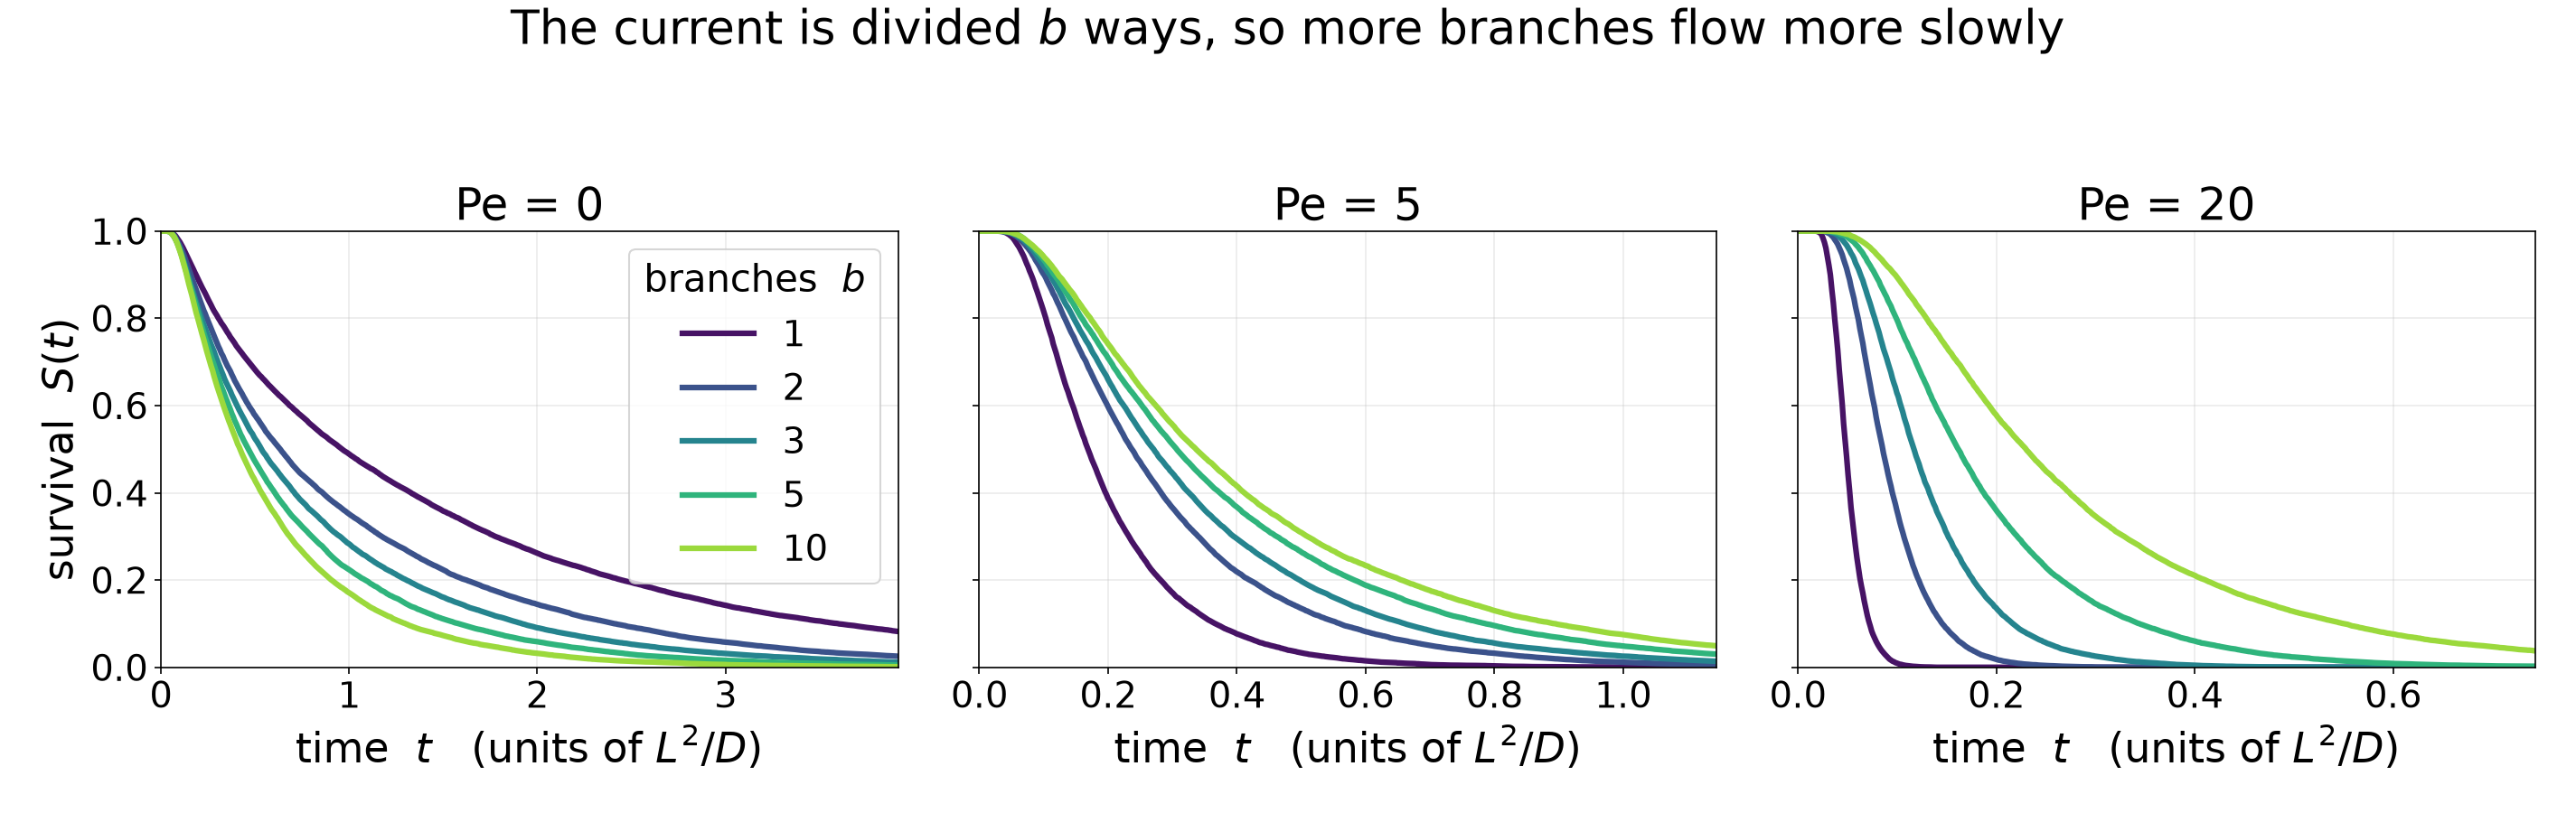 The current is divided b ways, so more branches flow more slowly
Pe = 0
Pe = 5
Pe = 20
survival S(t)
1.0
0.8
0.6
0.4
0.2
0.0
branches b
1
2
3
5
10
0 1 2 3
0.0 0.2 0.4 0.6 0.8 1.0
0.0 0.2 0.4 0.6
time t (units of L²/D)
time t (units of L²/D)
time t (units of L²/D)